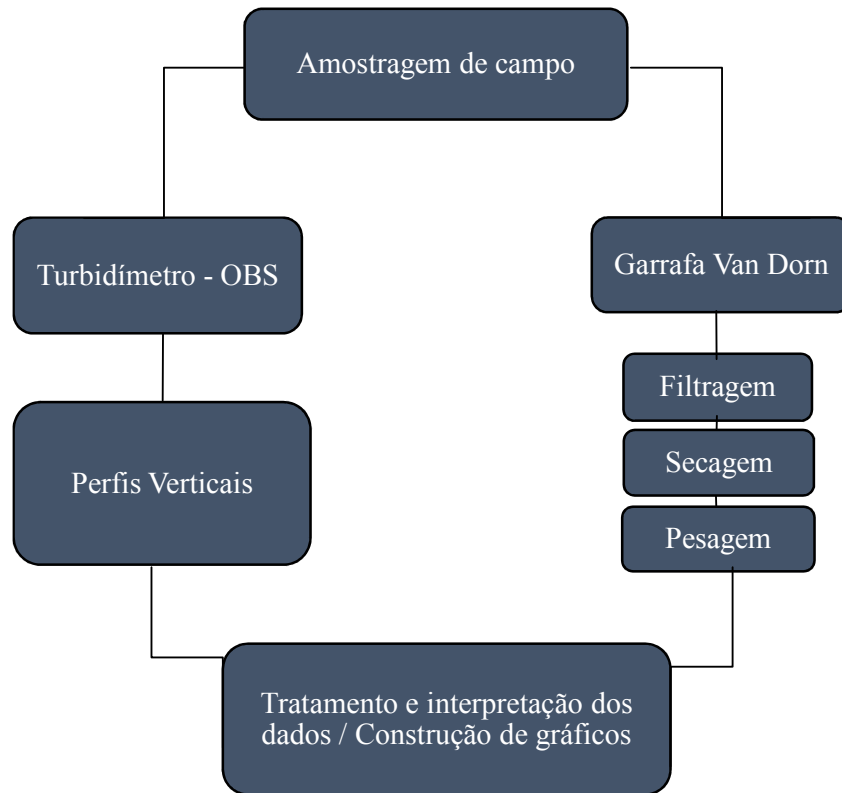 Amostragem de campo
Turbidímetro - OBS
Garrafa Van Dorn
Perfis Verticais
Filtragem
Secagem
Pesagem
Tratamento e interpretação dos
dados / Construção de gráficos